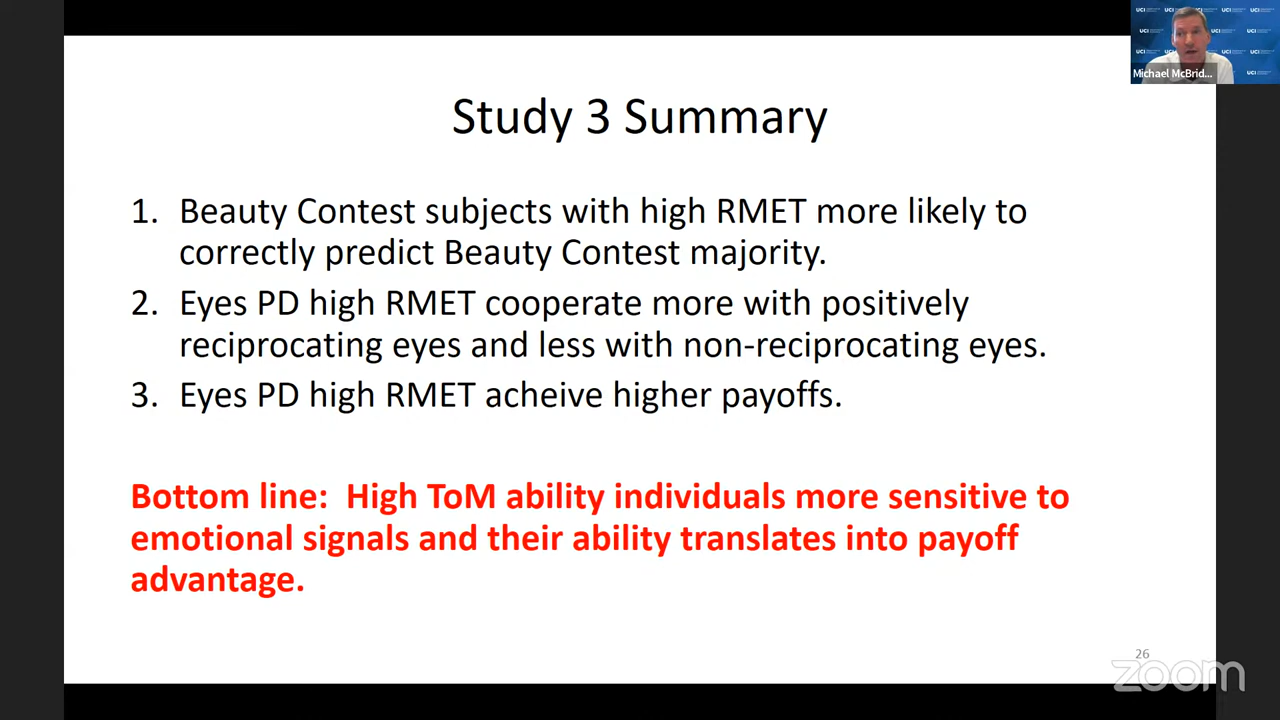 Study 3 Summary
1. Beauty Contest subjects with high RMET more likely to
correctly predict Beauty Contest majority.
2. Eyes PD high RMET cooperate more with positively
reciprocating eyes and less with non-reciprocating eyes.
3. Eyes PD high RMET acheive higher payoffs.
Bottom line: High ToM ability individuals more sensitive to
emotional signals and their ability translates into payoff
advantage.
26
zoom
UCI
Michael McBrid...